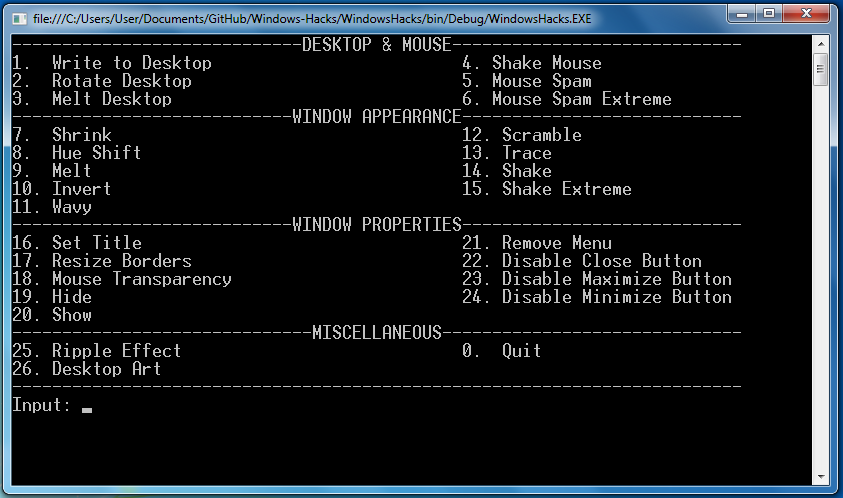 file:///C:/Users/User/Documents/GitHub/Windows-Hacks/WindowsHacks/bin/Debug/WindowsHacks.EXE
-----------------------------DESKTOP & MOUSE-----------------------------
1.  Write to Desktop                         4. Shake Mouse
2.  Rotate Desktop                           5. Mouse Spam
3.  Melt Desktop                             6. Mouse Spam Extreme
----------------------------WINDOW APPEARANCE----------------------------
7.  Shrink                                   12. Scramble
8.  Hue Shift                                13. Trace
9.  Melt                                     14. Shake
10. Invert                                   15. Shake Extreme
11. Wavy
----------------------------WINDOW PROPERTIES----------------------------
16. Set Title                                21. Remove Menu
17. Resize Borders                           22. Disable Close Button
18. Mouse Transparency                       23. Disable Maximize Button
19. Hide                                     24. Disable Minimize Button
20. Show
------------------------------MISCELLANEOUS------------------------------
25. Ripple Effect                            0.  Quit
26. Desktop Art
-------------------------------------------------------------------------
Input: _